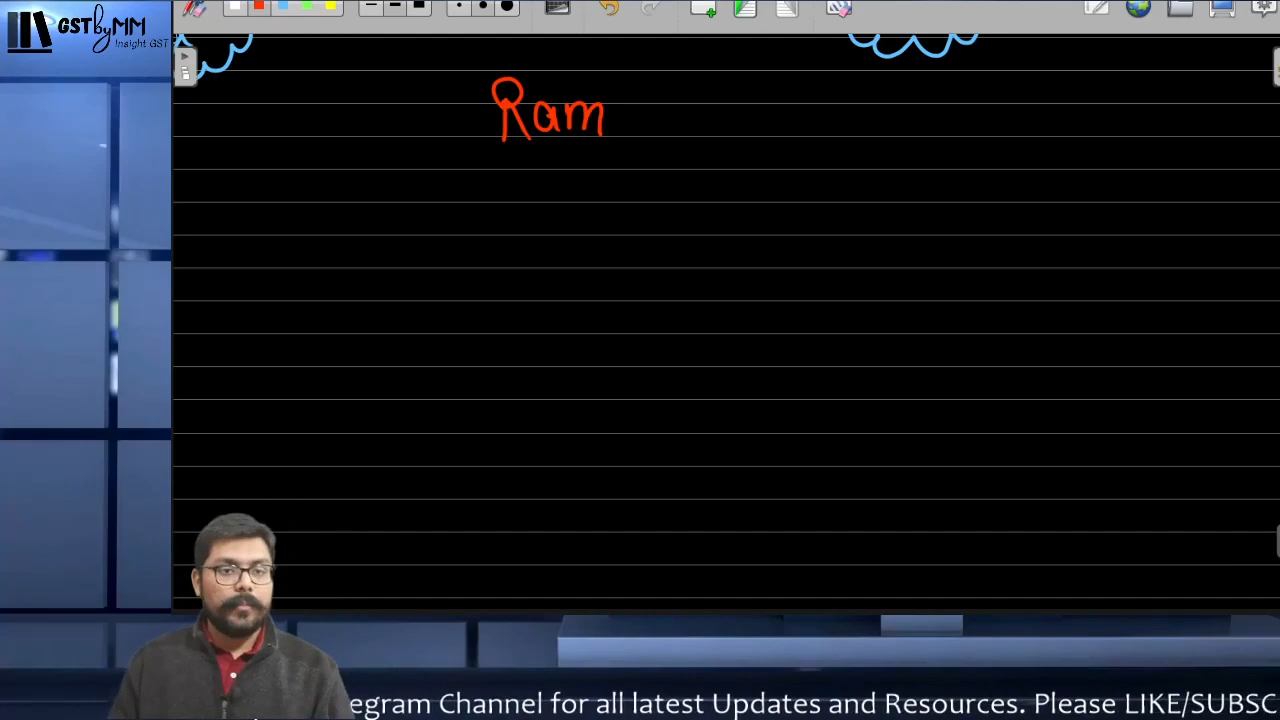 GSTbyMM
Insight GST
Ram
egram Channel for all latest Updates and Resources. Please LIKE/SUBSC